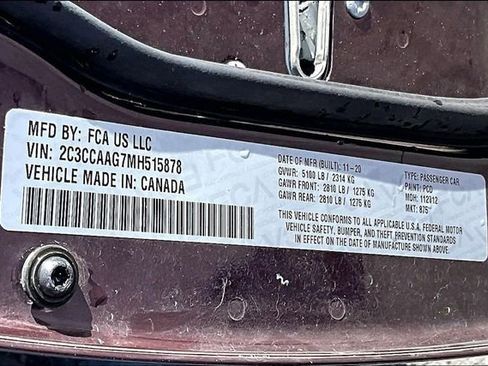 MFD BY: FCA US LLC
VIN: 2C3CCAAG7MH515878
VEHICLE MADE IN: CANADA
DATE OF MFR (BUILT): 11-20
GVWR: 5100 LB / 2314 KG
GAWR FRONT: 2810 LB / 1275 KG
GAWR REAR: 2810 LB / 1275 KG
TYPE: PASSENGER CAR
PAINT: PCD
MDH: 112312
MKT: 875
THIS VEHICLE CONFORMS TO ALL APPLICABLE U.S.A. FEDERAL MOTOR
VEHICLE SAFETY, BUMPER, AND THEFT PREVENTION STANDARDS
IN EFFECT ON THE DATE OF MANUFACTURE SHOWN ABOVE.